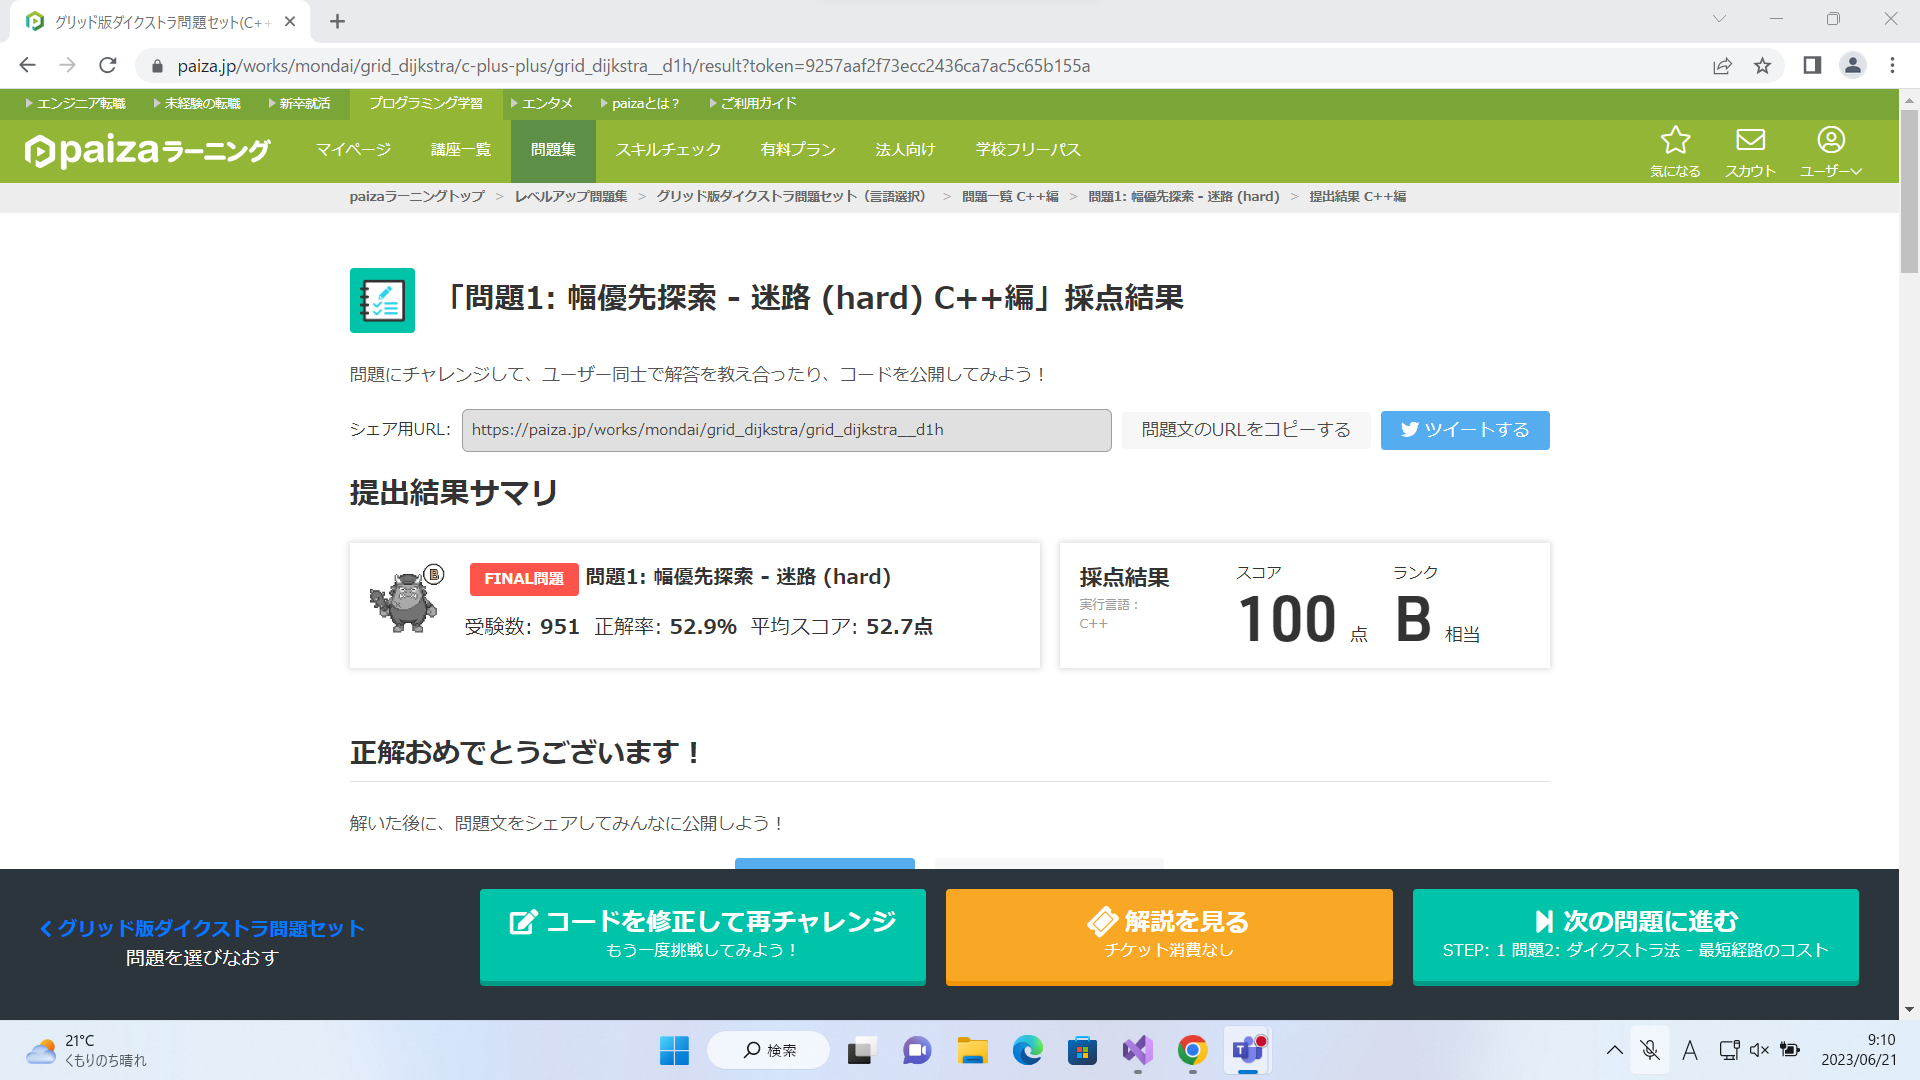 グリッド版ダイクストラ問題セット(C++
paiza.jp/works/mondai/grid_dijkstra/c-plus-plus/grid_dijkstra__d1h/result?token=9257aaf2f73ecc2436ca7ac5c65b155a
エンジニア転職 未経験の転職 新卒就活 プログラミング学習 エンタメ paizaとは？ ご利用ガイド
paizaラーニング マイページ 講座一覧 問題集 スキルチェック 有料プラン 法人向け 学校フリーパス 気になる スカウト ユーザー
paizaラーニングトップ > レベルアップ問題集 > グリッド版ダイクストラ問題セット（言語選択） > 問題一覧 C++編 > 問題1: 幅優先探索 - 迷路 (hard) > 提出結果 C++編
「問題1: 幅優先探索 - 迷路 (hard) C++編」採点結果
問題にチャレンジして、ユーザー同士で解答を教え合ったり、コードを公開してみよう！
シェア用URL: https://paiza.jp/works/mondai/grid_dijkstra/grid_dijkstra__d1h 問題文のURLをコピーする ツイートする
提出結果サマリ
B
FINAL問題 問題1: 幅優先探索 - 迷路 (hard)
受験数: 951 正解率: 52.9% 平均スコア: 52.7点
採点結果
実行言語：
C++
スコア
100 点
ランク
B 相当
正解おめでとうございます！
解いた後に、問題文をシェアしてみんなに公開しよう！
グリッド版ダイクストラ問題セット
問題を選びなおす
コードを修正して再チャレンジ
もう一度挑戦してみよう！
解説を見る
チケット消費なし
次の問題に進む
STEP: 1 問題2: ダイクストラ法 - 最短経路のコスト
21°C
くもりのち晴れ
検索
A
9:10
2023/06/21